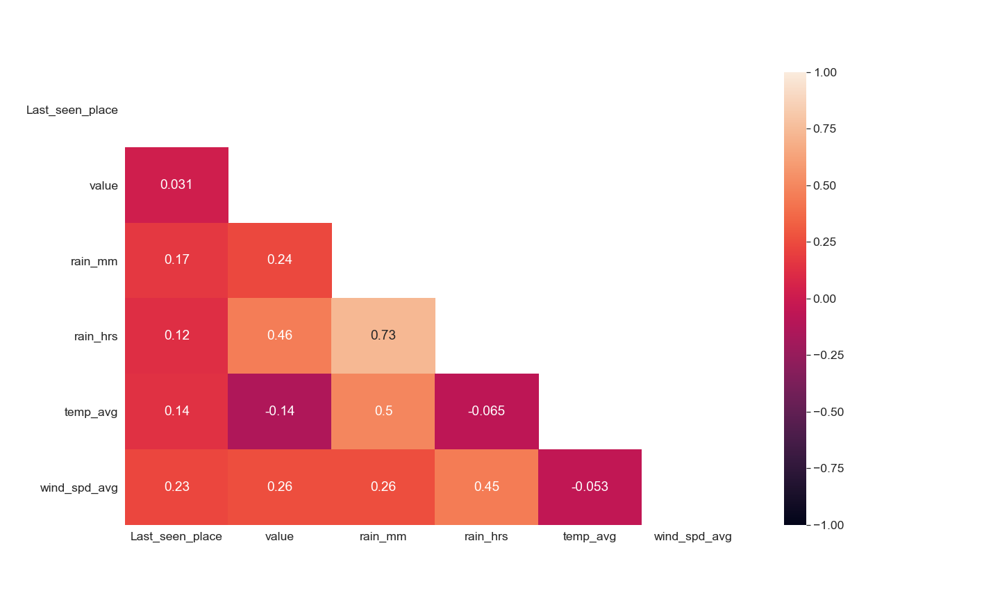 1.00
Last_seen_place
0.75
value 0.031
0.50
rain_mm 0.17 0.24
0.25
0.00
rain_hrs 0.12 0.46 0.73
−0.25
temp_avg 0.14 -0.14 0.5 -0.065
−0.50
−0.75
wind_spd_avg 0.23 0.26 0.26 0.45 -0.053
−1.00
Last_seen_place value rain_mm rain_hrs temp_avg wind_spd_avg